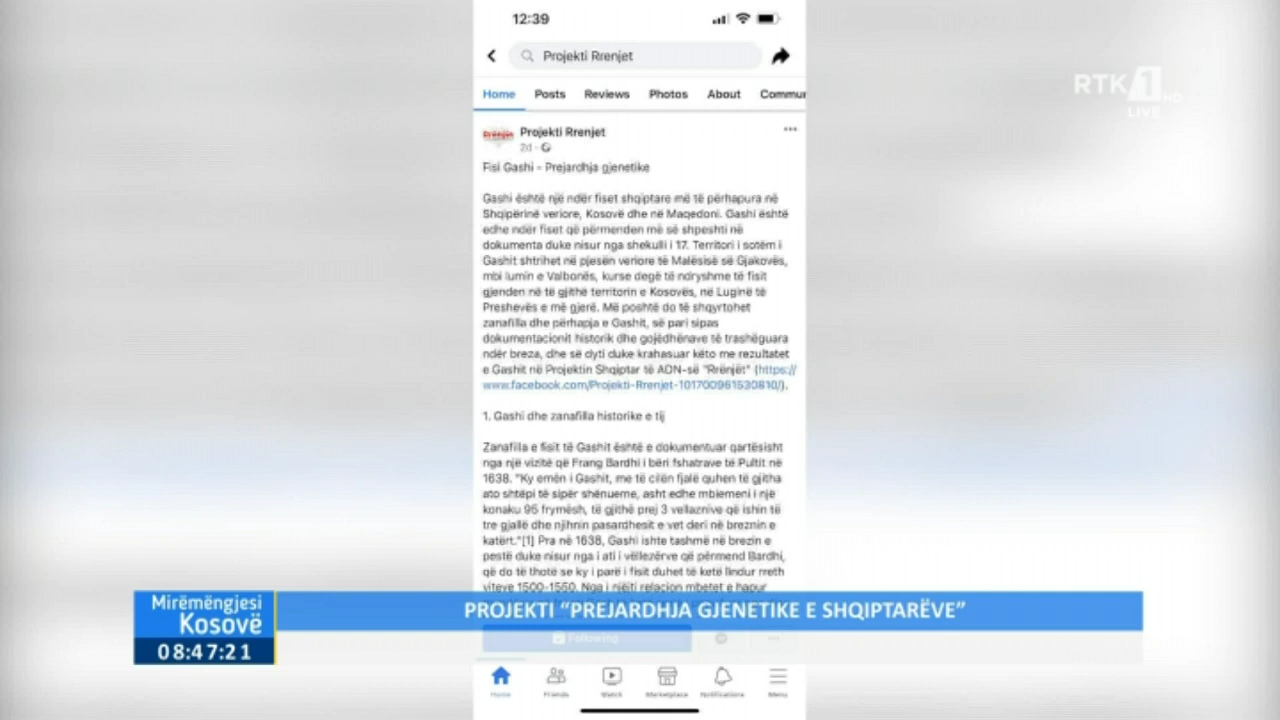 12:39
Projekti Rrenjet
RTK 1 HD
LIVE
Home Posts Reviews Photos About Commun
Rrënjët
Projekti Rrenjet
2d
Fisi Gashi - Prejardhja gjenetike
Gashi është një ndër fiset shqiptare më të përhapura në
Shqipërinë veriore, Kosovë dhe në Maqedoni. Gashi është
edhe ndër fiset që përmenden më së shpeshti në
dokumenta duke nisur nga shekulli i 17. Territori i sotëm i
Gashit shtrihet në pjesën veriore të Malësisë së Gjakovës,
mbi lumin e Valbonës, kurse degë të ndryshme të fisit
gjenden në të gjithë territorin e Kosovës, në Luginë të
Preshevës e më gjerë. Më poshtë do të shqyrtohet
zanafilla dhe përhapja e Gashit, së pari sipas
dokumentacionit historik dhe gojëdhënave të trashëguara
ndër breza, dhe së dyti duke krahasuar këto me rezultatet
e Gashit në Projektin Shqiptar të ADN-së "Rrënjët" (https://
www.facebook.com/Projekti-Rrenjet-101700961530810/).
1. Gashi dhe zanafilla historike e tij
Zanafilla e fisit të Gashit është e dokumentuar qartësisht
nga një vizitë që Frang Bardhi i bëri fshatrave të Pultit në
1638. "Ky emën i Gashit, me të cilën fjalë quhen të gjitha
ato shtëpi të sipër shënueme, asht edhe mbiemeni i një
konaku 95 frymësh, të gjithë prej 3 vellaznive që ishin të
tre gjallë dhe njihnin pasardhesit e vet deri në breznin e
katërt."[1] Pra në 1638, Gashi ishte tashmë në brezin e
pestë duke nisur nga i ati i vëllezërve që përmend Bardhi,
që do të thotë se ky i parë i fisit duhet të ketë lindur rreth
viteve 1500-1550. Nga i njëjti relacion mbetet e hapur
Mirëmëngjesi
Kosovë
08:47:21
PROJEKTI “PREJARDHJA GJENETIKE E SHQIPTARËVE”
Following
Home Friends Watch Marketplace Notifications Menu